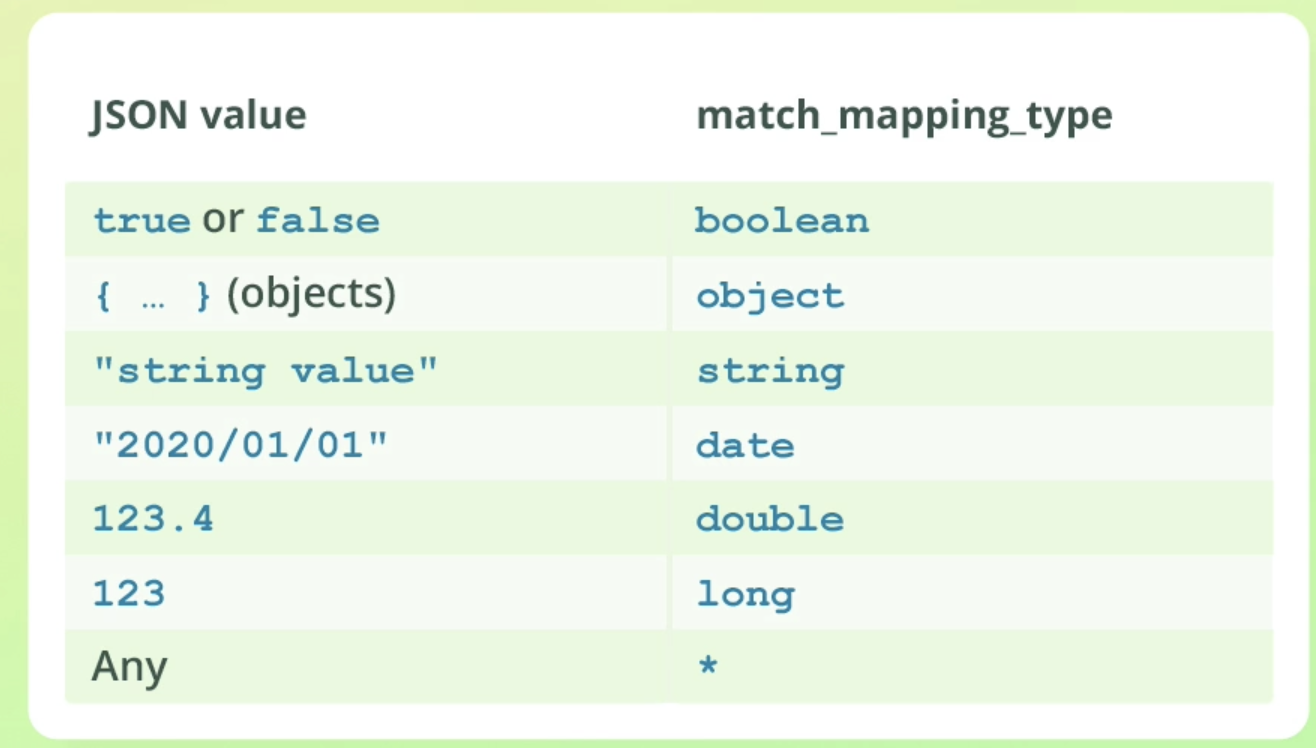 JSON value match_mapping_type
true or false boolean
{ … } (objects) object
"string value" string
"2020/01/01" date
123.4 double
123 long
Any *